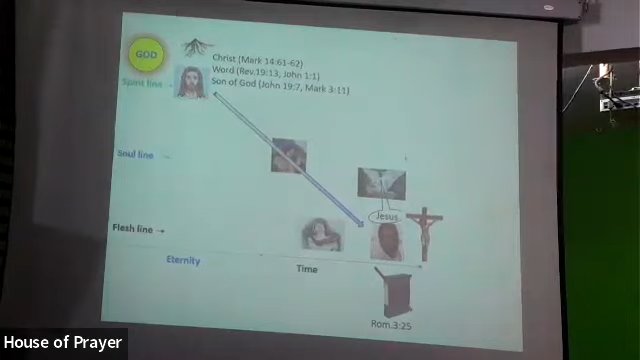 GOD
Christ (Mark 14:61-62)
Word (Rev.19:13, John 1:1)
Son of God (John 19:7, Mark 3:11)
Spirit line
Soul line
Jesus
Flesh line →
Eternity
Time
Rom.3:25
House of Prayer